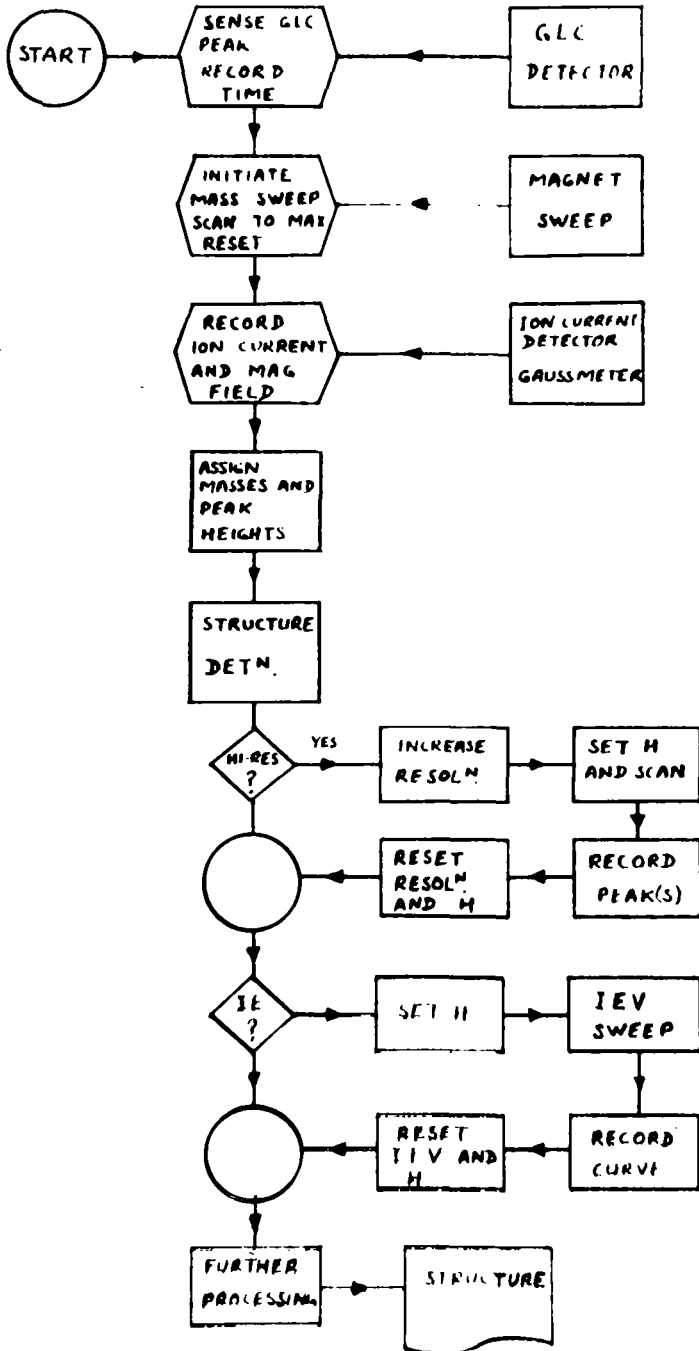 START
SENSE GLC
PEAK
RECORD
TIME
GLC
DETECTOR
INITIATE
MASS SWEEP
SCAN TO MAX
RESET
MAGNET
SWEEP
RECORD
ION CURRENT
AND MAG
FIELD
ION CURRENT
DETECTOR
GAUSSMETER
ASSIGN
MASSES AND
PEAK
HEIGHTS
STRUCTURE
DETN.
HI-RES
?
YES
INCREASE
RESOLN.
SET H
AND SCAN
RESET
RESOLN.
AND H
RECORD
PEAK(S)
IE
?
SET H
IEV
SWEEP
RESET
IEV AND
H
RECORD
CURVE
FURTHER
PROCESSING
STRUCTURE